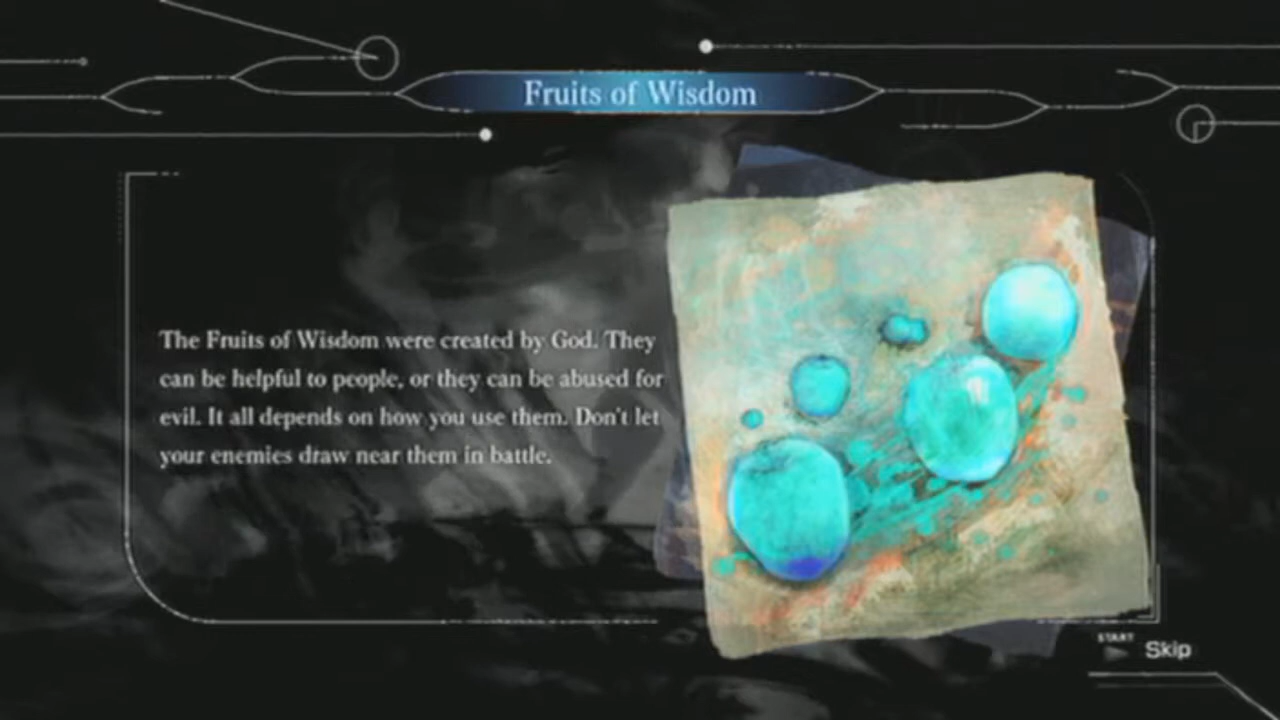 Fruits of Wisdom
The Fruits of Wisdom were created by God. They
can be helpful to people, or they can be abused for
evil. It all depends on how you use them. Don't let
your enemies draw near them in battle.
START
Skip